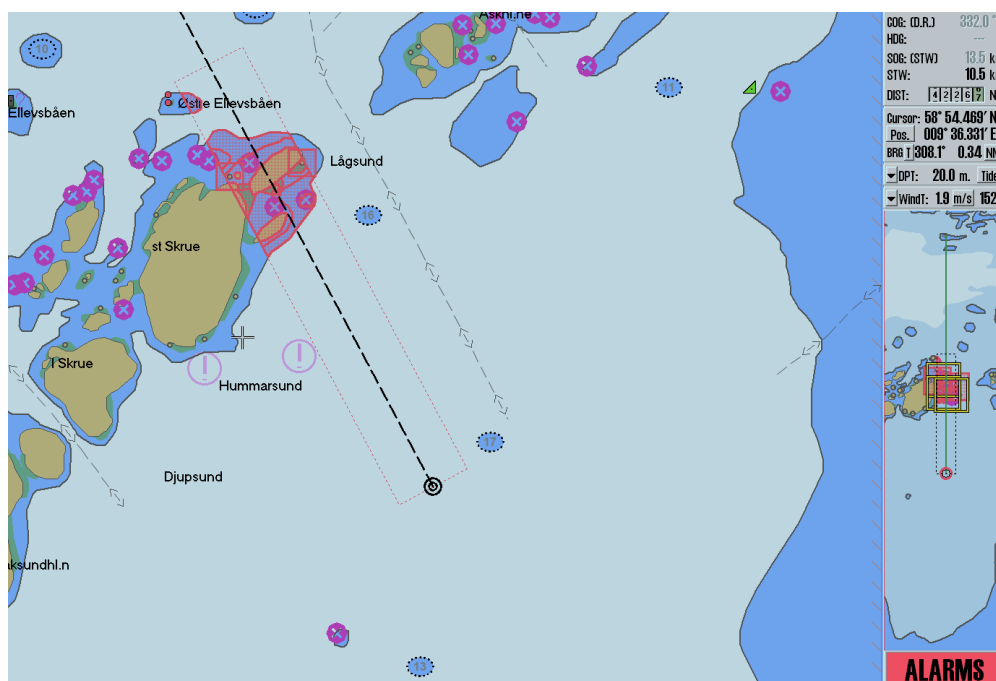 10
Askhl.ne
COG: (D.R.) 332.0 °
HDG: ---
SOG: (STW) 13.5 k
STW: 10.5 k
DIST: 4 2 2 6 N
Cursor: 58° 54.469' N
Pos. 009° 36.331' E
BRG T 308.1° 0.34 NM
DPT: 20.0 m. Tide
WindT: 1.9 m/s 152
11
Østre Ellevsbåen
Ellevsbåen
Lågsund
16
st Skrue
l Skrue
Hummarsund
17
Djupsund
ksundhl.n
13
ALARMS